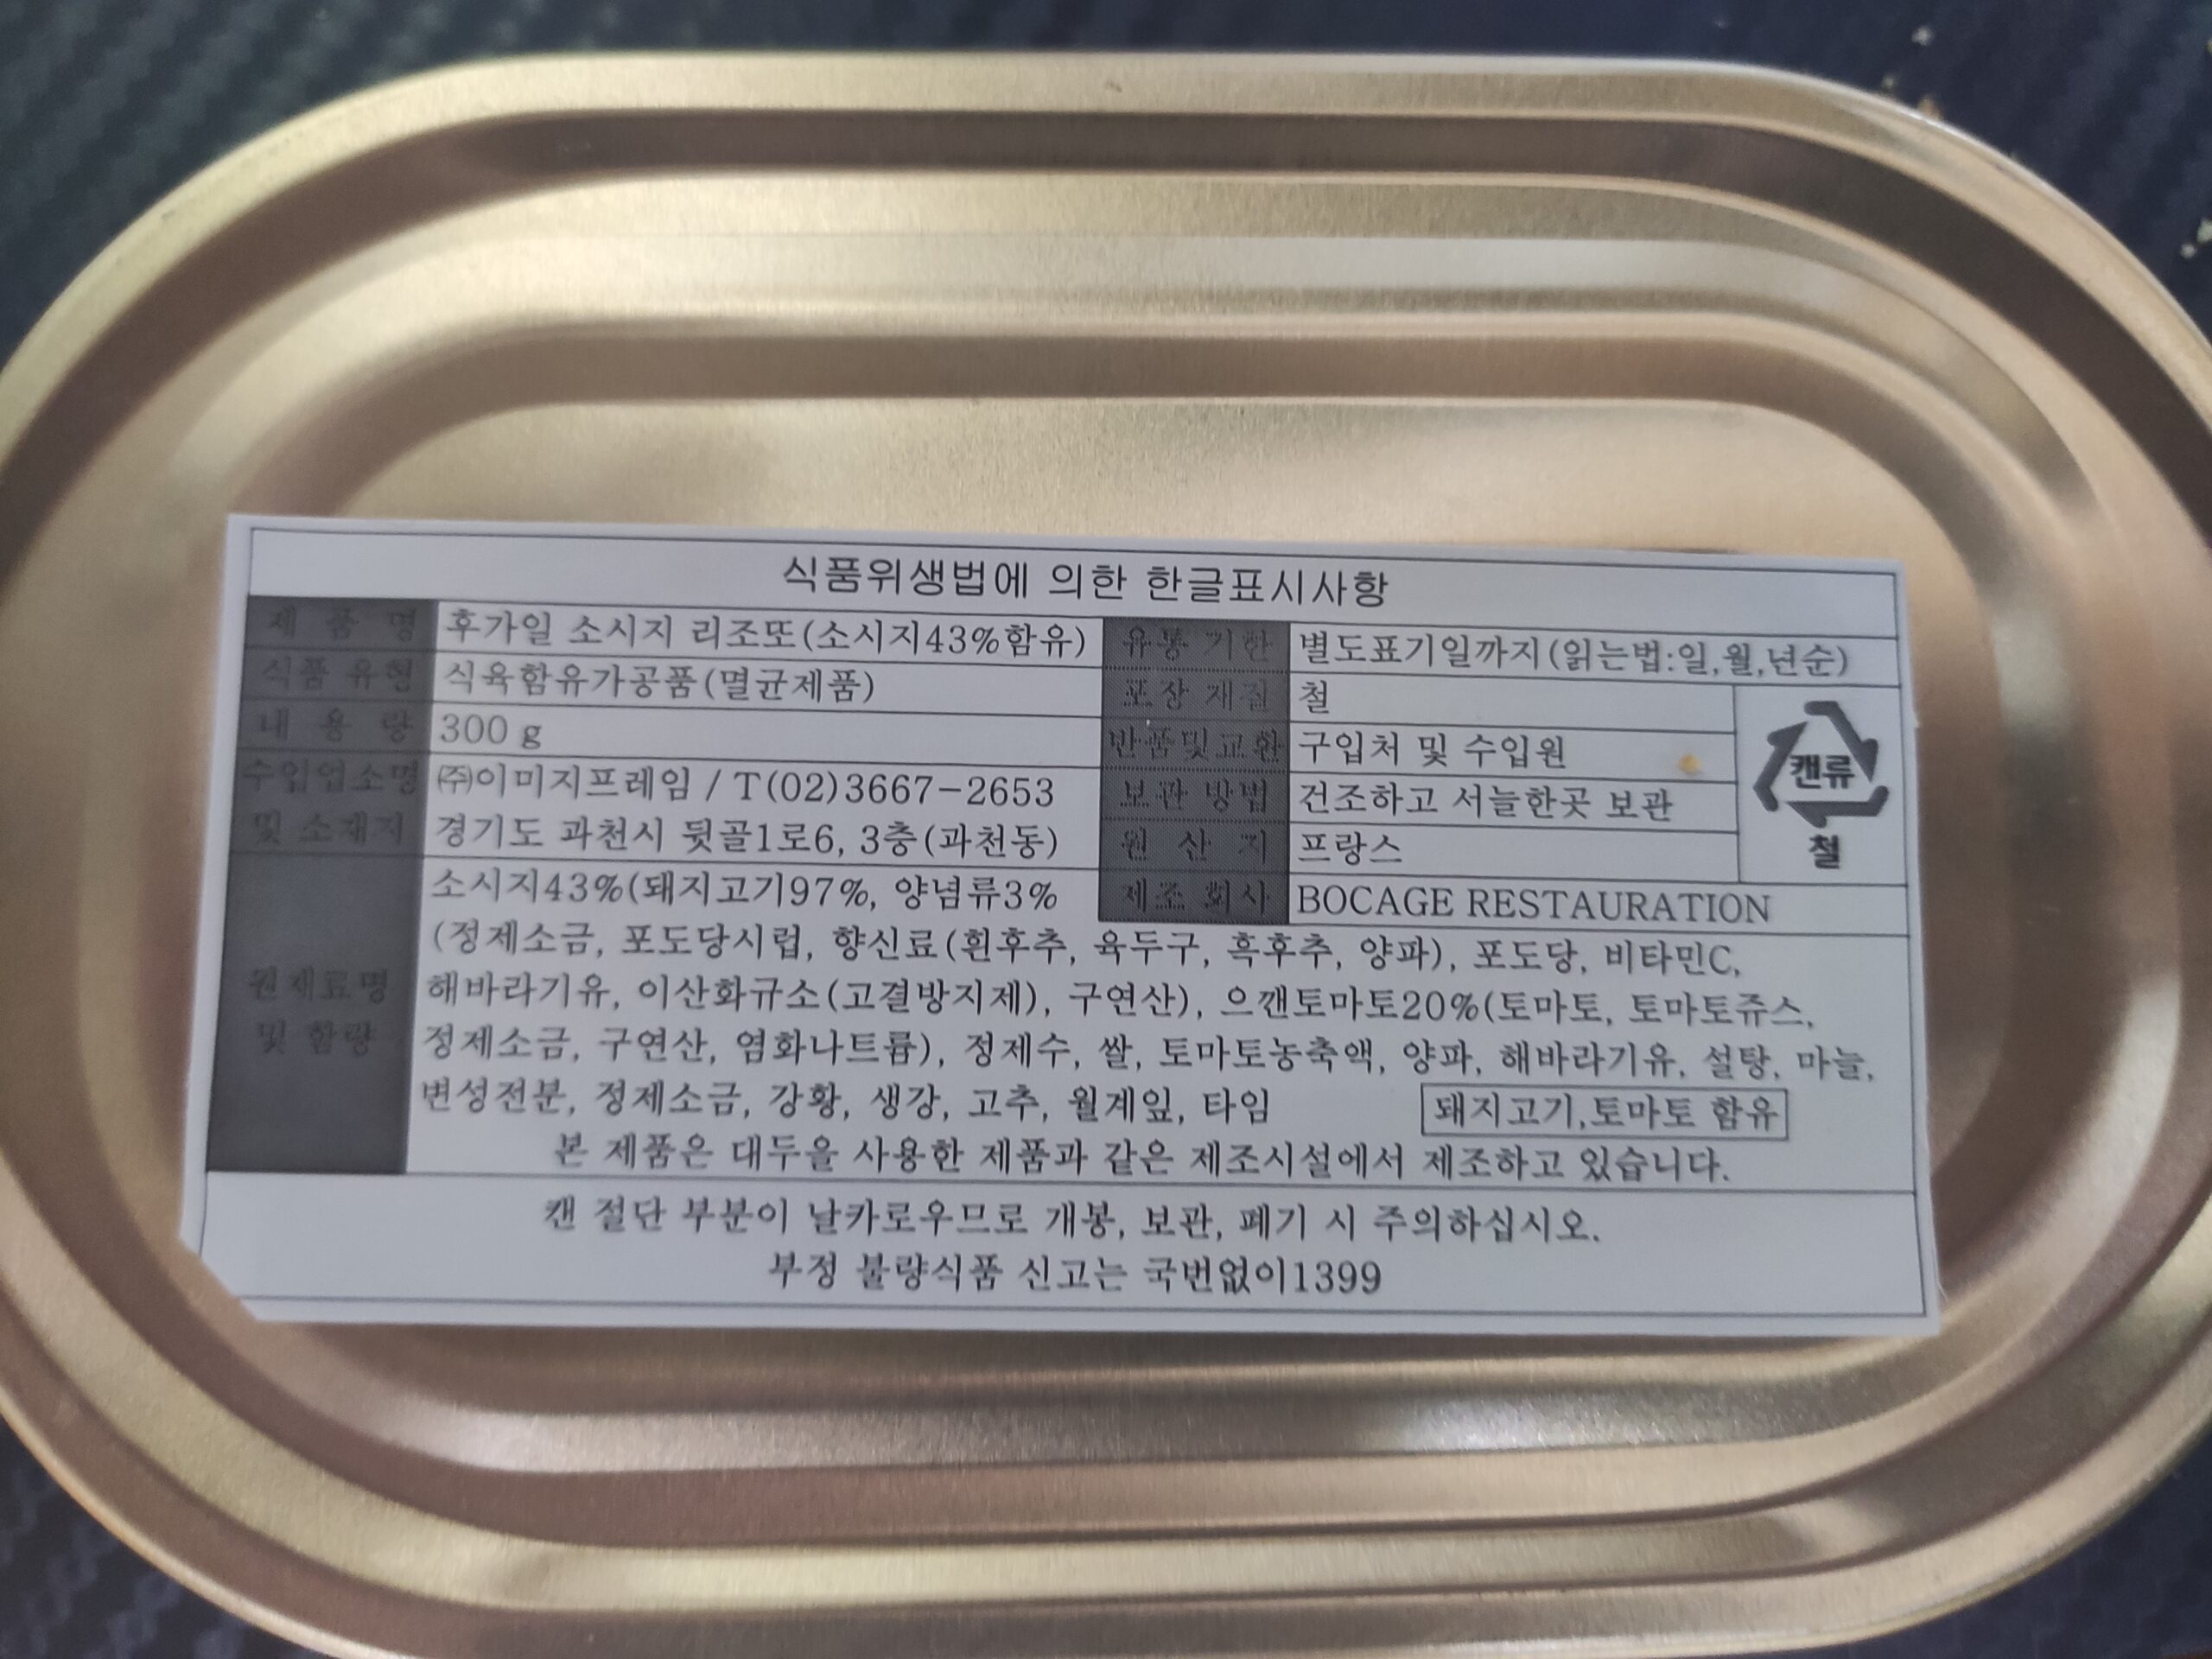 식품위생법에 의한 한글표시사항
제 품 명 후가일 소시지 리조또(소시지43%함유) 유통 기한 별도표기일까지(읽는법:일,월,년순)
식품 유형 식육함유가공품(멸균제품) 포장 재질 철
내 용 량 300 g 반품및교환 구입처 및 수입원
수입업소명 ㈜이미지프레임 / T(02)3667-2653 보관 방법 건조하고 서늘한곳 보관
및 소재지 경기도 과천시 뒷골1로6, 3층(과천동) 원 산 지 프랑스
캔류
철
소시지43%(돼지고기97%, 양념류3% 제조 회사 BOCAGE RESTAURATION
(정제소금, 포도당시럽, 향신료(흰후추, 육두구, 흑후추, 양파), 포도당, 비타민C,
원재료명 해바라기유, 이산화규소(고결방지제), 구연산), 으깬토마토20%(토마토, 토마토쥬스,
및 함량 정제소금, 구연산, 염화나트륨), 정제수, 쌀, 토마토농축액, 양파, 해바라기유, 설탕, 마늘,
변성전분, 정제소금, 강황, 생강, 고추, 월계잎, 타임 돼지고기,토마토 함유
본 제품은 대두을 사용한 제품과 같은 제조시설에서 제조하고 있습니다.
캔 절단 부분이 날카로우므로 개봉, 보관, 폐기 시 주의하십시오.
부정 불량식품 신고는 국번없이1399